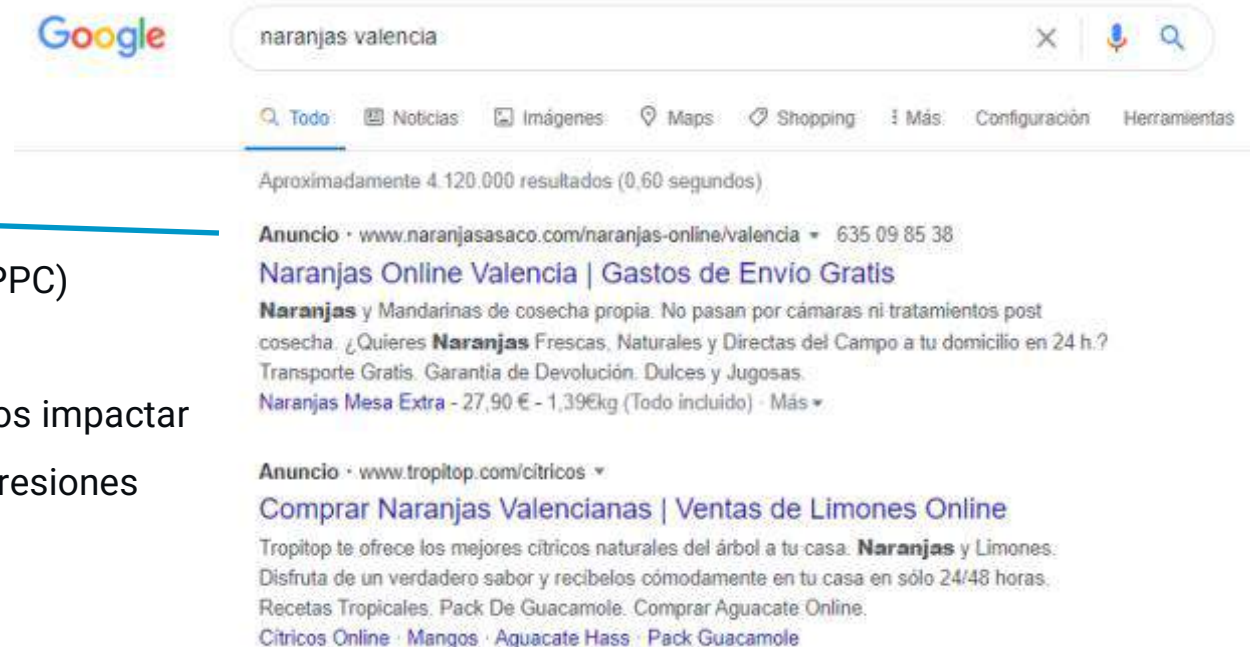 Google
naranjas valencia
Todo Noticias Imágenes Maps Shopping Más Configuración Herramientas
Aproximadamente 4.120.000 resultados (0,60 segundos)
Anuncio · www.naranjasasaco.com/naranjas-online/valencia 635 09 85 38
Naranjas Online Valencia | Gastos de Envío Gratis
Naranjas y Mandarinas de cosecha propia. No pasan por cámaras ni tratamientos post
cosecha. ¿Quieres Naranjas Frescas, Naturales y Directas del Campo a tu domicilio en 24 h.?
Transporte Gratis. Garantía de Devolución. Dulces y Jugosas.
Naranjas Mesa Extra - 27,90 € - 1,39€kg (Todo incluido) · Más
Anuncio · www.tropitop.com/cítricos
Comprar Naranjas Valencianas | Ventas de Limones Online
Tropitop te ofrece los mejores cítricos naturales del árbol a tu casa. Naranjas y Limones.
Disfruta de un verdadero sabor y recíbelos cómodamente en tu casa en sólo 24/48 horas.
Recetas Tropicales. Pack De Guacamole. Comprar Aguacate Online.
Cítricos Online · Mangos · Aguacate Hass · Pack Guacamole
PPC)
os impactar
resiones